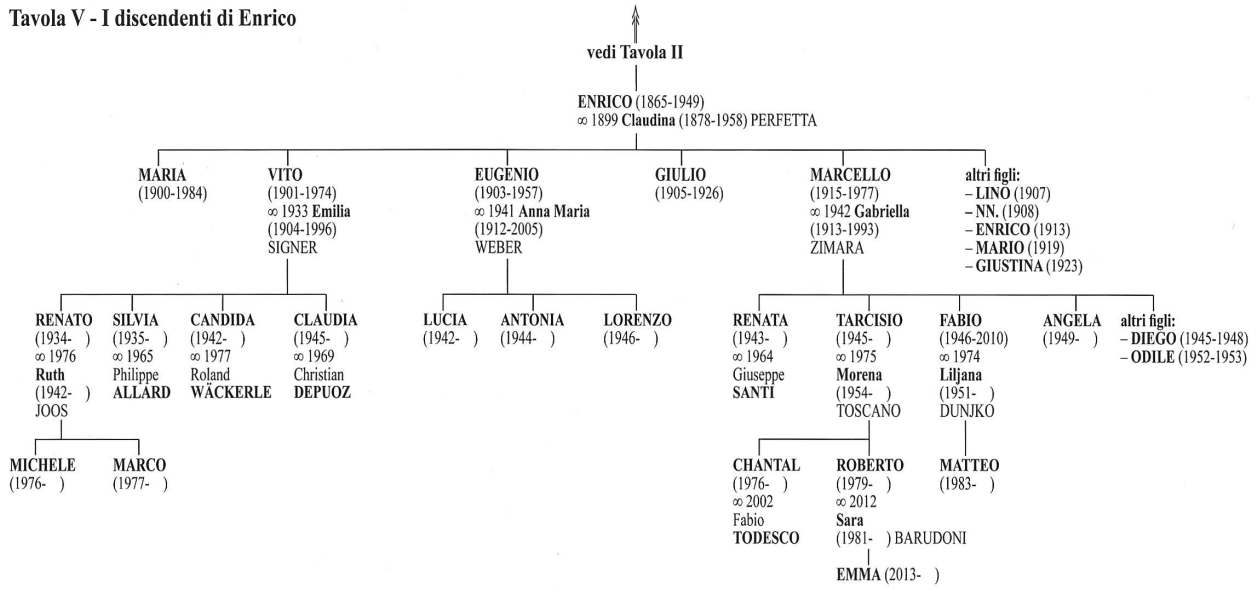 Tavola V - I discendenti di Enrico
vedi Tavola II
ENRICO (1865-1949)
∞ 1899 Claudina (1878-1958) PERFETTA
MARIA
(1900-1984)
VITO
(1901-1974)
∞ 1933 Emilia
(1904-1996)
SIGNER
EUGENIO
(1903-1957)
∞ 1941 Anna Maria
(1912-2005)
WEBER
GIULIO
(1905-1926)
MARCELLO
(1915-1977)
∞ 1942 Gabriella
(1913-1993)
ZIMARA
altri figli:
– LINO (1907)
– NN. (1908)
– ENRICO (1913)
– MARIO (1919)
– GIUSTINA (1923)
RENATO
(1934- )
∞ 1976
Ruth
(1942- )
JOOS
SILVIA
(1935- )
∞ 1965
Philippe
ALLARD
CANDIDA
(1942- )
∞ 1977
Roland
WÄCKERLE
CLAUDIA
(1945- )
∞ 1969
Christian
DEPUOZ
LUCIA
(1942- )
ANTONIA
(1944- )
LORENZO
(1946- )
RENATA
(1943- )
∞ 1964
Giuseppe
SANTI
TARCISIO
(1945- )
∞ 1975
Morena
(1954- )
TOSCANO
FABIO
(1946-2010)
∞ 1974
Liljana
(1951- )
DUNJKO
ANGELA
(1949- )
altri figli:
– DIEGO (1945-1948)
– ODILE (1952-1953)
MICHELE
(1976- )
MARCO
(1977- )
CHANTAL
(1976- )
∞ 2002
Fabio
TODESCO
ROBERTO
(1979- )
∞ 2012
Sara
(1981- ) BARUDONI
MATTEO
(1983- )
EMMA (2013- )